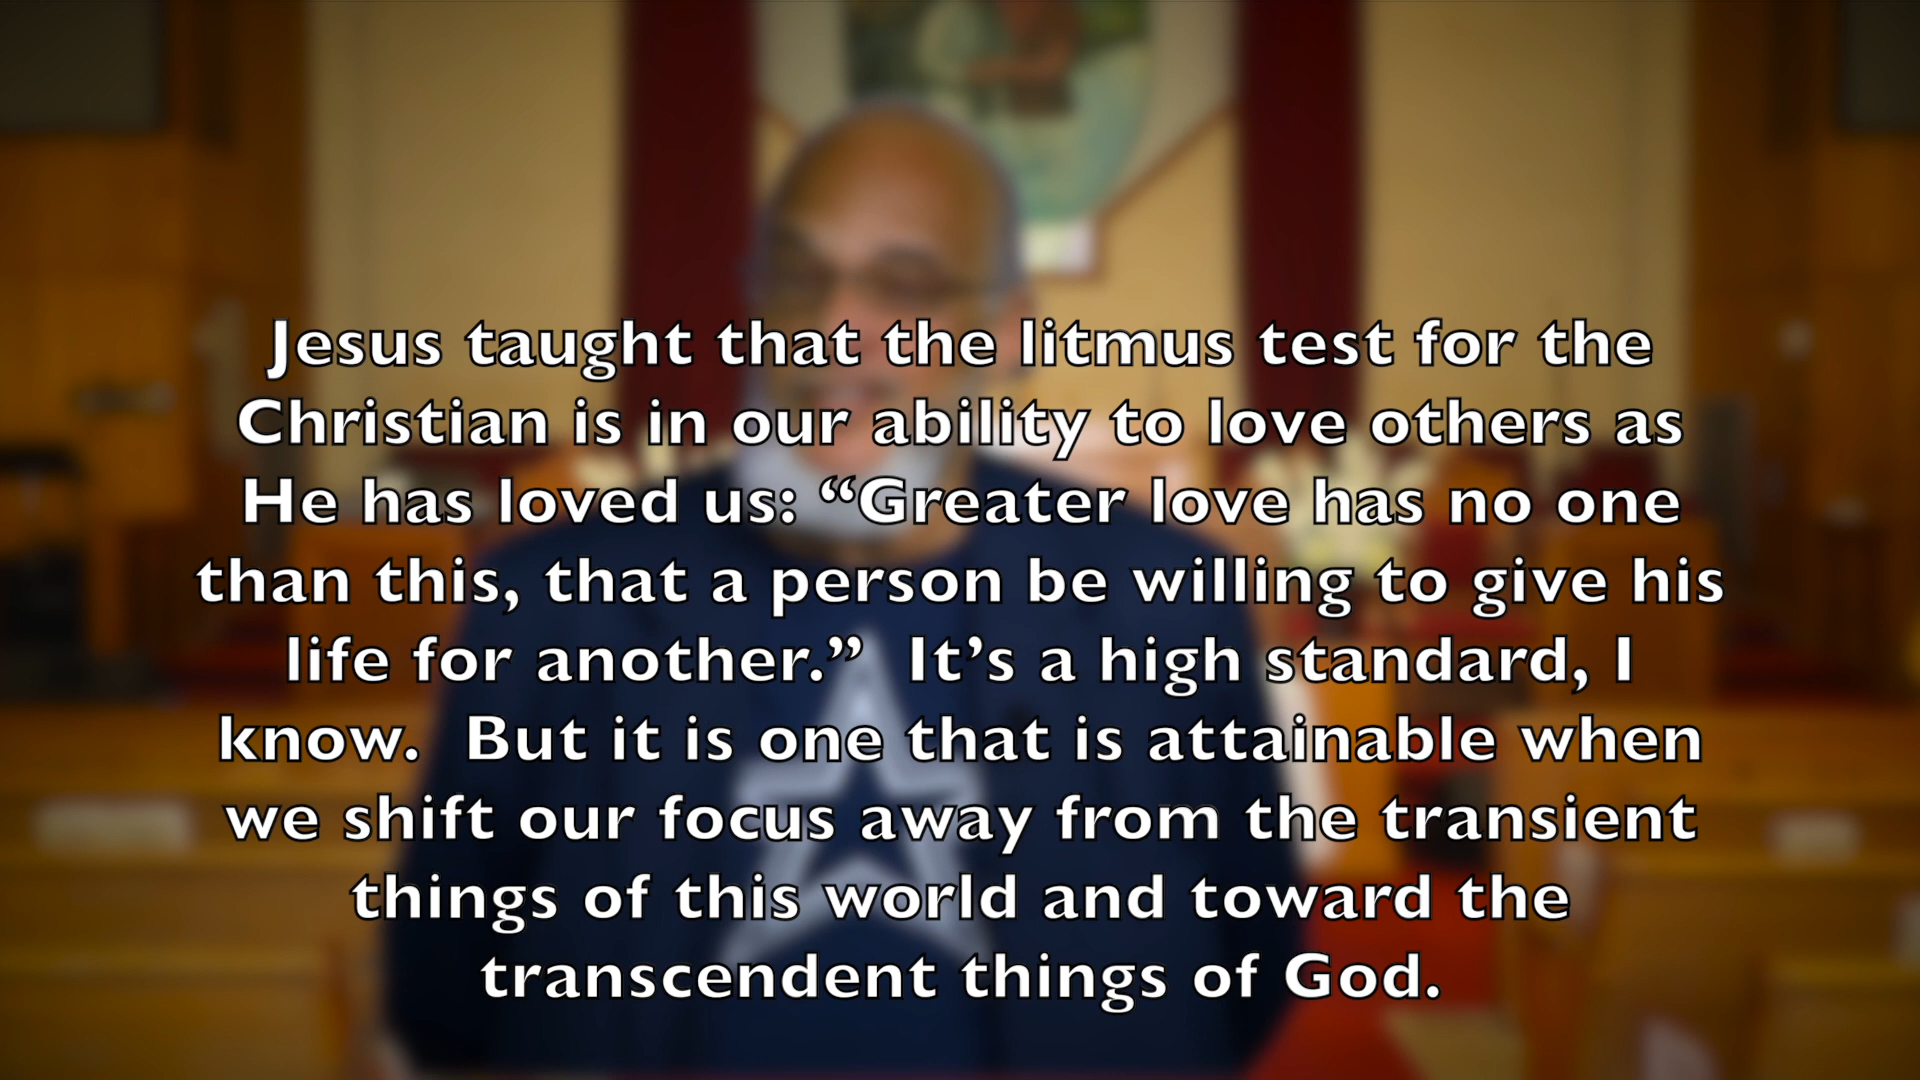 Jesus taught that the litmus test for the
Christian is in our ability to love others as
He has loved us: “Greater love has no one
than this, that a person be willing to give his
life for another.”  It’s a high standard, I
know.  But it is one that is attainable when
we shift our focus away from the transient
things of this world and toward the
transcendent things of God.